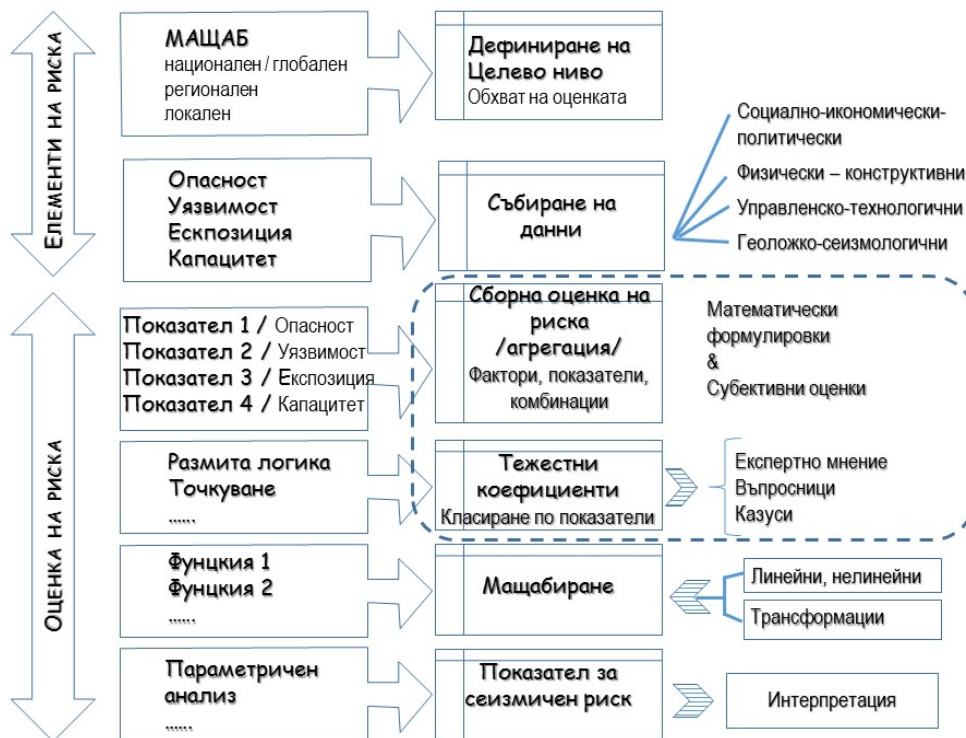 Елементи на риска
МАЩАБ
национален / глобален
регионален
локален
Дефиниране на
Целево ниво
Обхват на оценката
Опасност
Уязвимост
Ескпозиция
Капацитет
Събиране на
данни
Социално-икономически-
политически
Физически – конструктивни
Управленско-технологични
Геоложко-сеизмологични
Оценка на риска
Показател 1 / Опасност
Показател 2 / Уязвимост
Показател 3 / Експозиция
Показател 4 / Капацитет
Сборна оценка на
риска
/агрегация/
Фактори, показатели,
комбинации
Математически
формулировки
&
Субективни оценки
Размита логика
Точкуване
......
Тежестни
коефициенти
Класиране по показатели
Експертно мнение
Въпросници
Казуси
Фунцкия 1
Фунцкия 2
......
Мащабиране
Линейни, нелинейни
Трансформации
Параметричен
анализ
......
Показател за
сеизмичен риск
Интерпретация